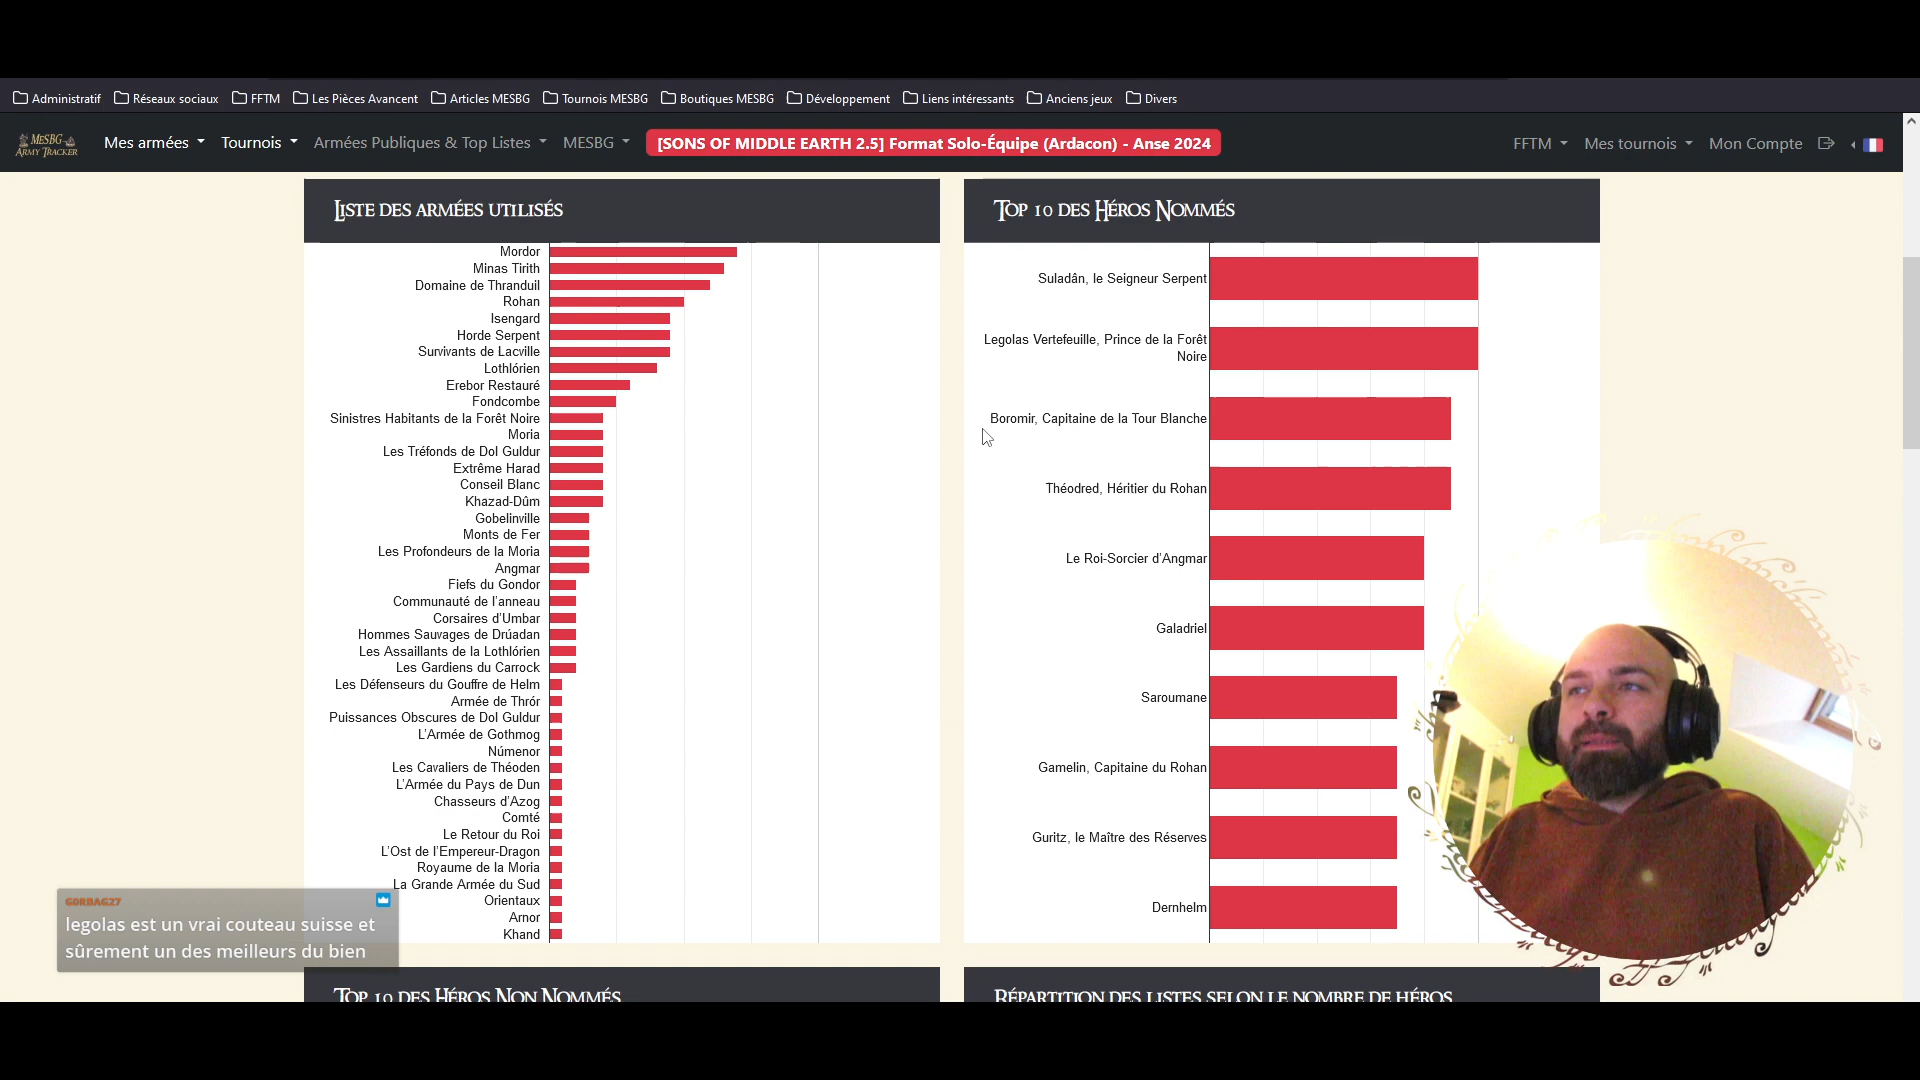 Administratif
Réseaux sociaux
FFTM
Les Pièces Avancent
Articles MESBG
Tournois MESBG
Boutiques MESBG
Développement
Liens intéressants
Anciens jeux
Divers
MESBG
ARMY TRACKER
Mes armées
Tournois
Armées Publiques & Top Listes
MESBG
[SONS OF MIDDLE EARTH 2.5] Format Solo-Équipe (Ardacon) - Anse 2024
FFTM
Mes tournois
Mon Compte
Liste des armées utilisés
Mordor
Minas Tirith
Domaine de Thranduil
Rohan
Isengard
Horde Serpent
Survivants de Lacville
Lothlórien
Erebor Restauré
Fondcombe
Sinistres Habitants de la Forêt Noire
Moria
Les Tréfonds de Dol Guldur
Extrême Harad
Conseil Blanc
Khazad-Dûm
Gobelinville
Monts de Fer
Les Profondeurs de la Moria
Angmar
Fiefs du Gondor
Communauté de l'anneau
Corsaires d'Umbar
Hommes Sauvages de Drúadan
Les Assaillants de la Lothlórien
Les Gardiens du Carrock
Les Défenseurs du Gouffre de Helm
Armée de Thrór
Puissances Obscures de Dol Guldur
L'Armée de Gothmog
Númenor
Les Cavaliers de Théoden
L'Armée du Pays de Dun
Chasseurs d'Azog
Comté
Le Retour du Roi
L'Ost de l'Empereur-Dragon
Royaume de la Moria
La Grande Armée du Sud
Orientaux
Arnor
Khand
Top 10 des Héros Nommés
Suladân, le Seigneur Serpent
Legolas Vertefeuille, Prince de la Forêt
Noire
Boromir, Capitaine de la Tour Blanche
Théodred, Héritier du Rohan
Le Roi-Sorcier d'Angmar
Galadriel
Saroumane
Gamelin, Capitaine du Rohan
Guritz, le Maître des Réserves
Dernhelm
GORBAG27
legolas est un vrai couteau suisse et
sûrement un des meilleurs du bien
Top 10 des Héros Non Nommés
Répartition des listes selon le nombre de héros